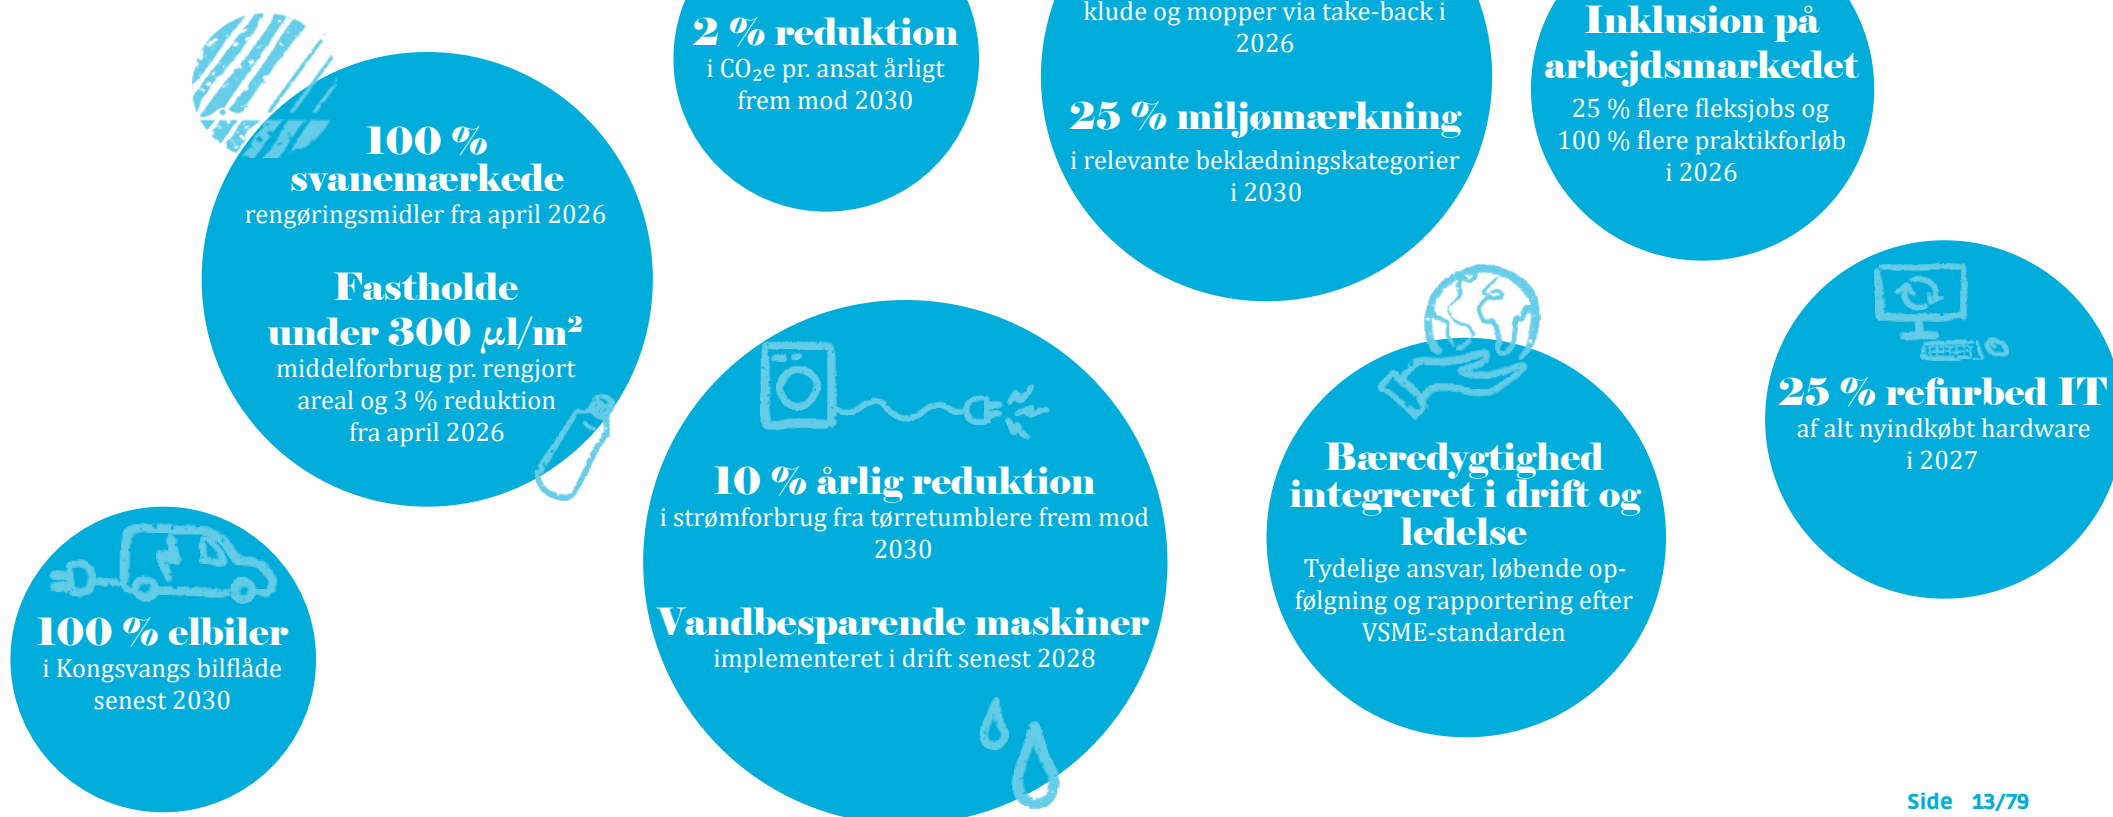 2 % reduktion
i CO₂e pr. ansat årligt
frem mod 2030
klude og mopper via take-back i
2026
25 % miljømærkning
i relevante beklædningskategorier
i 2030
Inklusion på
arbejdsmarkedet
25 % flere fleksjobs og
100 % flere praktikforløb
i 2026
100 %
svanemærkede
rengøringsmidler fra april 2026
Fastholde
under 300 µl/m²
middelforbrug pr. rengjort
areal og 3 % reduktion
fra april 2026
25 % refurbed IT
af alt nyindkøbt hardware
i 2027
10 % årlig reduktion
i strømforbrug fra tørretumblere frem mod
2030
Vandbesparende maskiner
implementeret i drift senest 2028
Bæredygtighed
integreret i drift og
ledelse
Tydelige ansvar, løbende op-
følgning og rapportering efter
VSME-standarden
100 % elbiler
i Kongsvangs bilflåde
senest 2030
Side 13/79